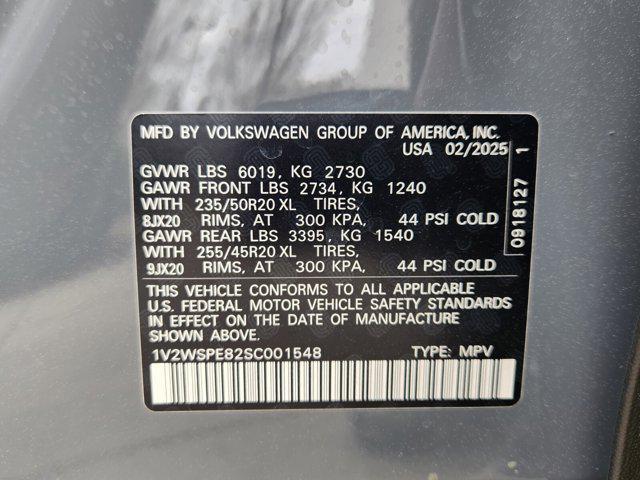 MFD BY VOLKSWAGEN GROUP OF AMERICA, INC.
USA 02/2025
GVWR LBS 6019, KG 2730
GAWR FRONT LBS 2734, KG 1240
WITH 235/50R20 XL TIRES,
8JX20 RIMS, AT 300 KPA, 44 PSI COLD
GAWR REAR LBS 3395, KG 1540
WITH 255/45R20 XL TIRES,
9JX20 RIMS, AT 300 KPA, 44 PSI COLD
THIS VEHICLE CONFORMS TO ALL APPLICABLE
U.S. FEDERAL MOTOR VEHICLE SAFETY STANDARDS
IN EFFECT ON THE DATE OF MANUFACTURE
SHOWN ABOVE.
1V2WSPE82SC001548 TYPE: MPV
0918127 1